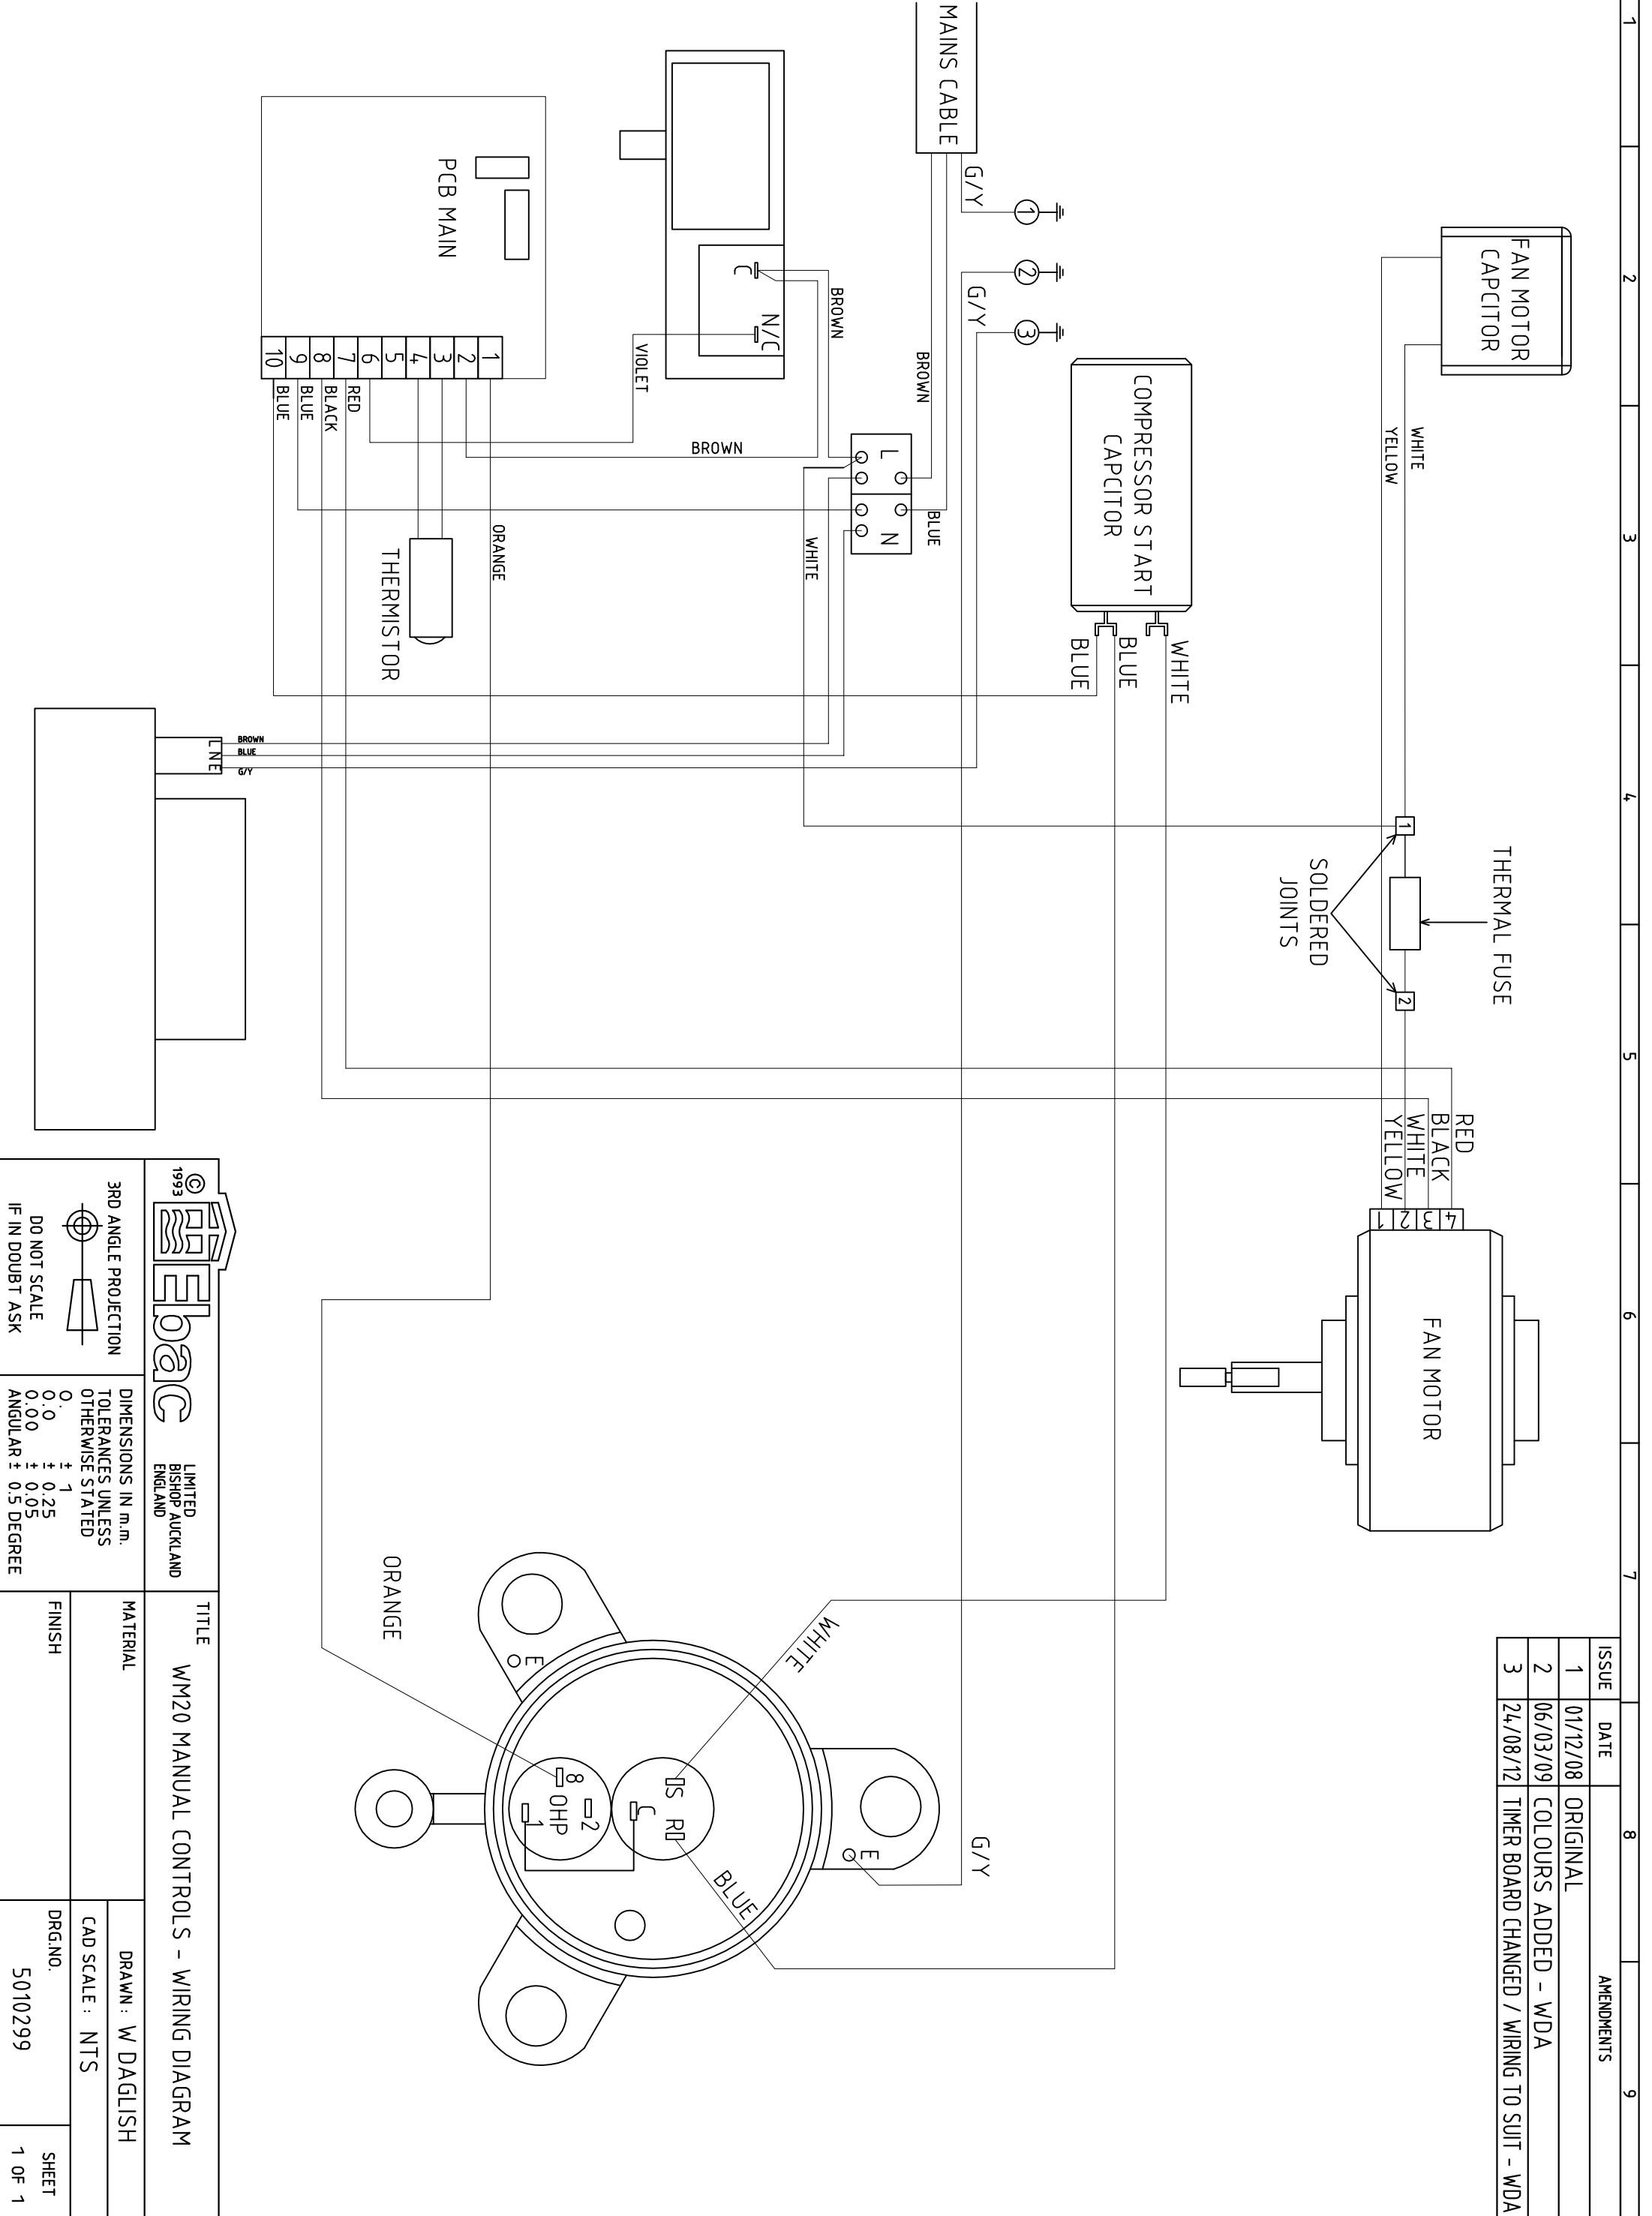 1
2
3
4
5
6
7
8
9
ISSUE DATE AMENDMENTS
1 01/12/08 ORIGINAL
2 06/03/09 COLOURS ADDED - WDA
3 24/08/12 TIMER BOARD CHANGED / WIRING TO SUIT - WDA
FAN MOTOR
CAPCITOR
WHITE
YELLOW
THERMAL FUSE
SOLDERED
JOINTS
1
2
RED
BLACK
WHITE
YELLOW
4
3
2
1
FAN MOTOR
COMPRESSOR START
CAPCITOR
WHITE
BLUE
BLUE
MAINS CABLE
G/Y
1
2
3
G/Y
BROWN
BLUE
L
N
BROWN
WHITE
C
N/C
VIOLET
BROWN
PCB MAIN
1
2
3
4
5
6
7
8
9
10
RED
BLACK
BLUE
BLUE
ORANGE
THERMISTOR
L N E
BROWN
BLUE
G/Y
G/Y
E
WHITE
BLUE
S
R
C
8
OHP
2
1
E
ORANGE
© 1993
Ebac
LIMITED
BISHOP AUCKLAND
ENGLAND
3RD ANGLE PROJECTION
DO NOT SCALE
IF IN DOUBT ASK
DIMENSIONS IN m.m.
TOLERANCES UNLESS
OTHERWISE STATED
0. ± 1
0.0 ± 0.25
0.00 ± 0.05
ANGULAR ± 0.5 DEGREE
TITLE
WM20 MANUAL CONTROLS - WIRING DIAGRAM
MATERIAL
FINISH
DRAWN : W DAGLISH
CAD SCALE : NTS
DRG.NO.
5010299
SHEET
1 OF 1